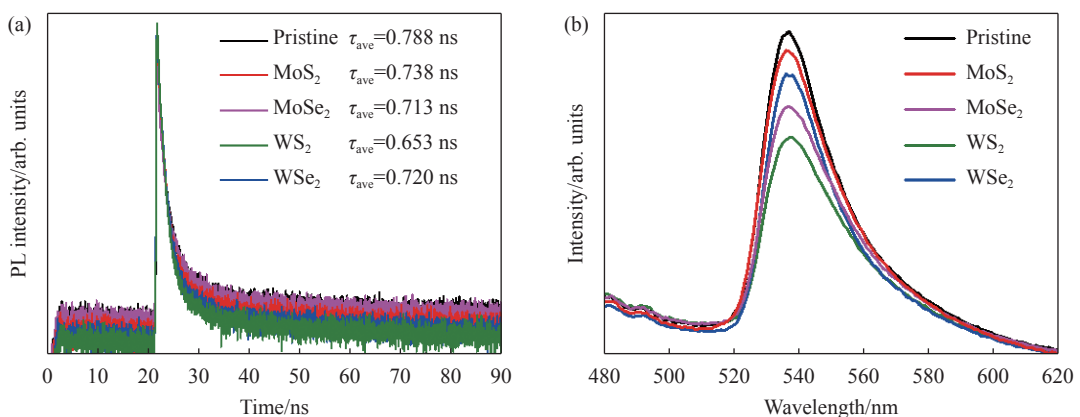 (a)
PL intensity/arb. units
Pristine τave=0.788 ns
MoS2 τave=0.738 ns
MoSe2 τave=0.713 ns
WS2 τave=0.653 ns
WSe2 τave=0.720 ns
0 10 20 30 40 50 60 70 80 90
Time/ns
(b)
Intensity/arb. units
Pristine
MoS2
MoSe2
WS2
WSe2
480 500 520 540 560 580 600 620
Wavelength/nm